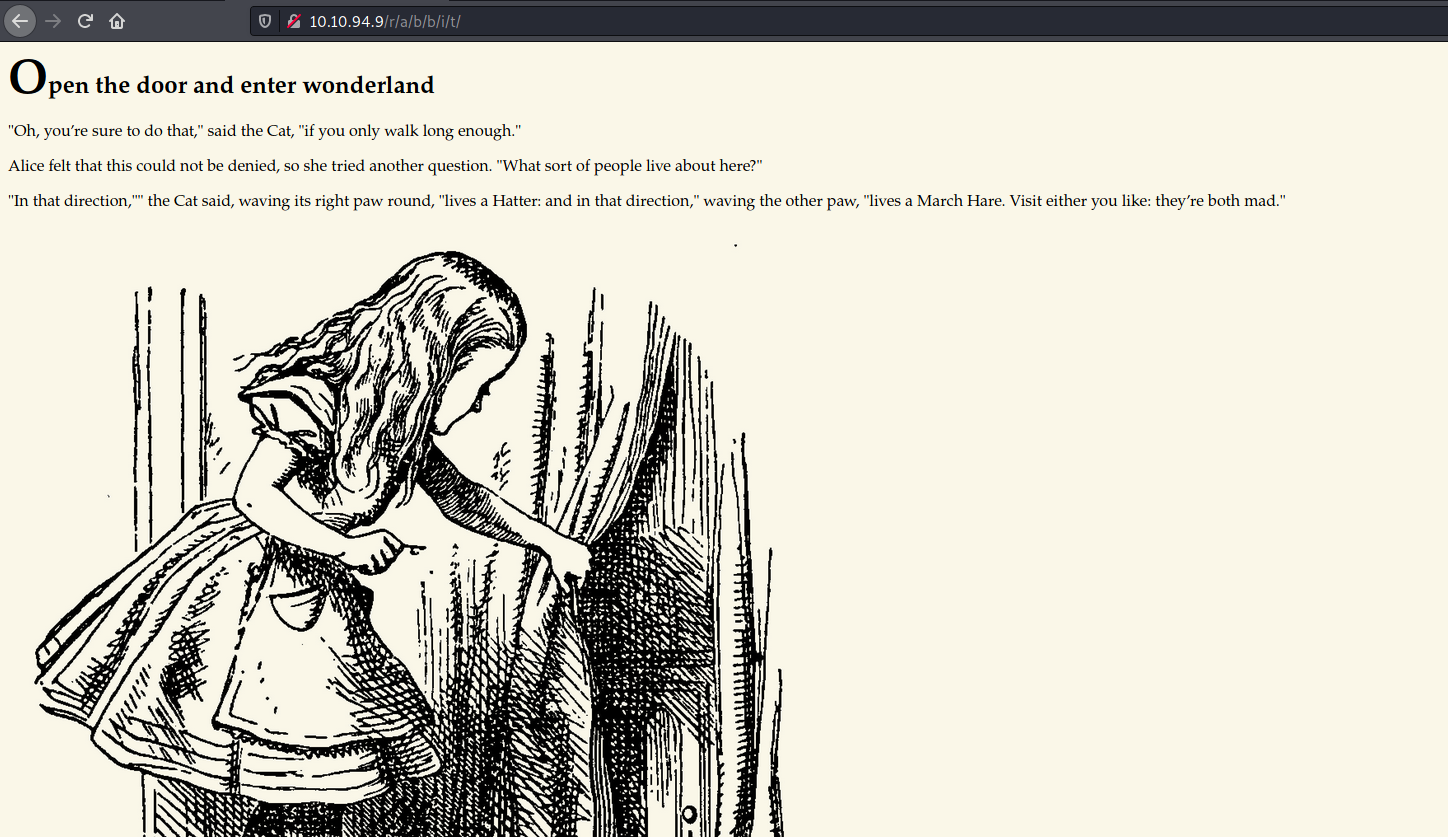 10.10.94.9/r/a/b/b/i/t/
Open the door and enter wonderland
"Oh, you’re sure to do that," said the Cat, "if you only walk long enough."
Alice felt that this could not be denied, so she tried another question. "What sort of people live about here?"
"In that direction,"" the Cat said, waving its right paw round, "lives a Hatter: and in that direction," waving the other paw, "lives a March Hare. Visit either you like: they’re both mad."